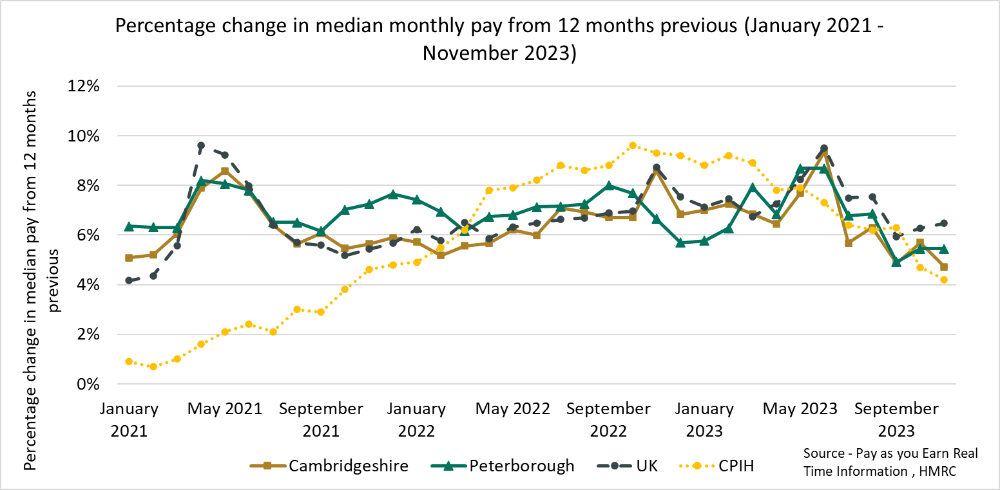 Percentage change in median monthly pay from 12 months previous (January 2021 -
November 2023)
Percentage change in median monthly pay from 12 months
previous
12%
10%
8%
6%
4%
2%
0%
January
2021
May 2021
September
2021
January
2022
May 2022
September
2022
January
2023
May 2023
September
2023
Cambridgeshire
Peterborough
UK
CPIH
Source - Pay as you Earn Real
Time Information , HMRC